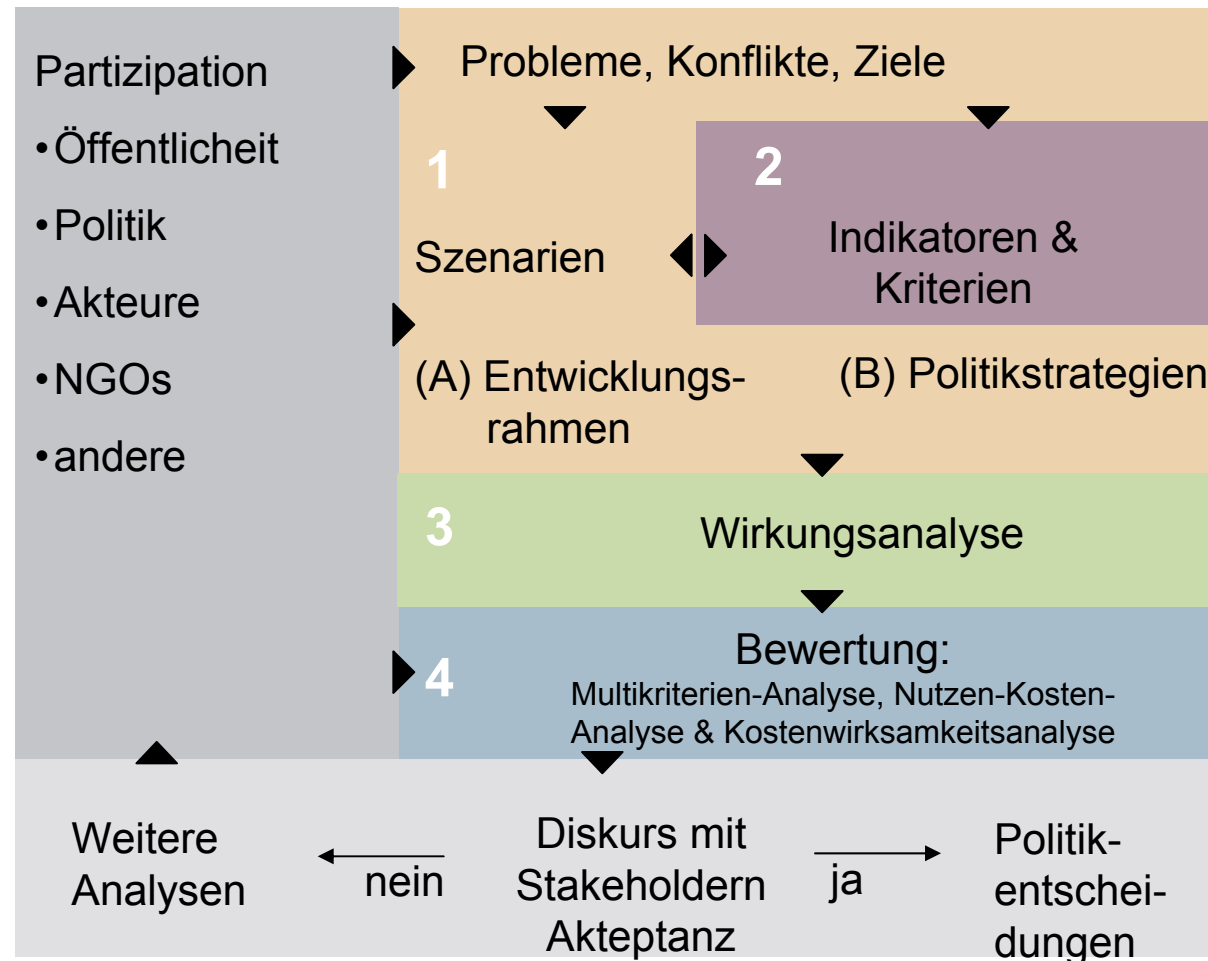 Partizipation
•Öffentlicheit
•Politik
•Akteure
•NGOs
•andere
Probleme, Konflikte, Ziele
1
Szenarien
2
Indikatoren &
Kriterien
(A) Entwicklungs-
rahmen
(B) Politikstrategien
3
Wirkungsanalyse
4
Bewertung:
Multikriterien-Analyse, Nutzen-Kosten-
Analyse & Kostenwirksamkeitsanalyse
Weitere
Analysen
nein
Diskurs mit
Stakeholdern
Akteptanz
ja
Politik-
entschei-
dungen